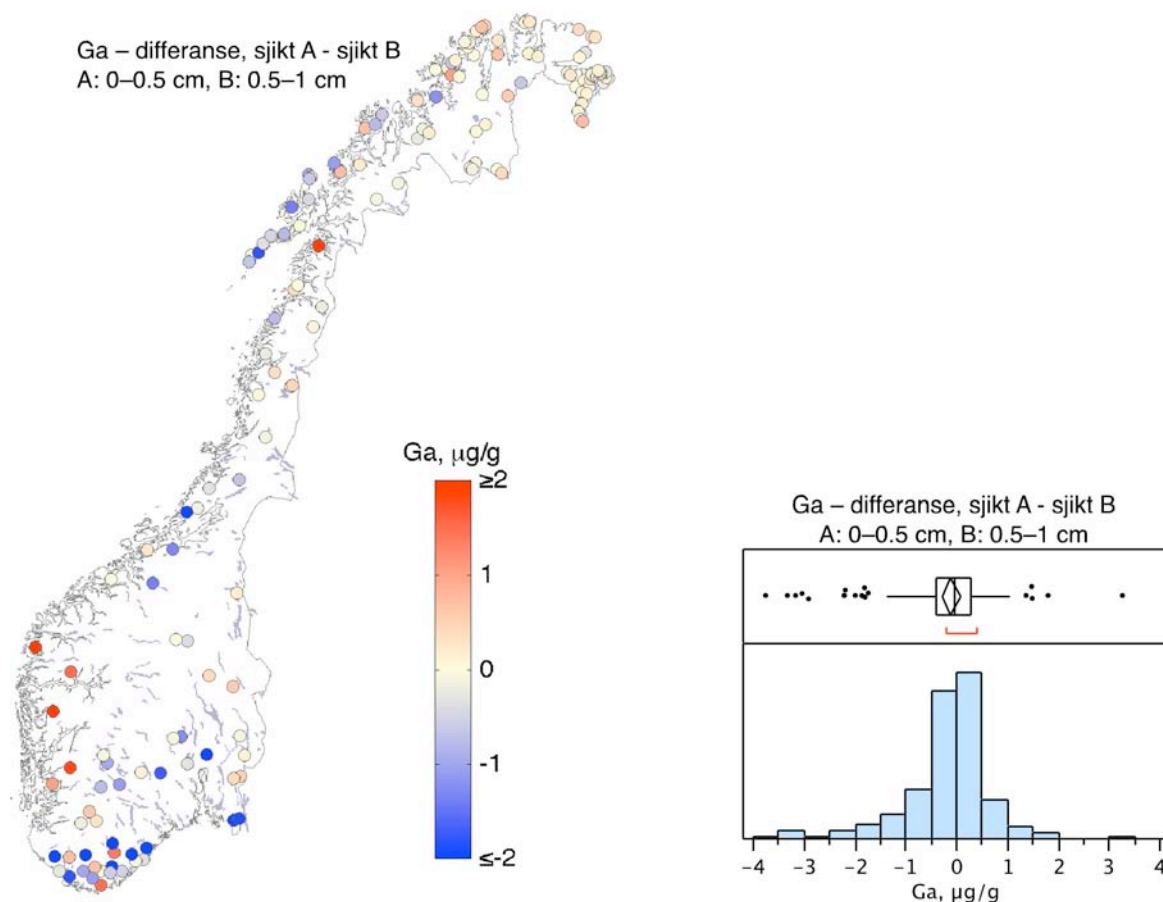 Ga – differanse, sjikt A - sjikt B
A: 0–0.5 cm, B: 0.5–1 cm
Ga, µg/g
≥2
1
0
-1
≤-2
Ga – differanse, sjikt A - sjikt B
A: 0–0.5 cm, B: 0.5–1 cm
−4 −3 −2 −1 0 1 2 3 4
Ga, µg/g